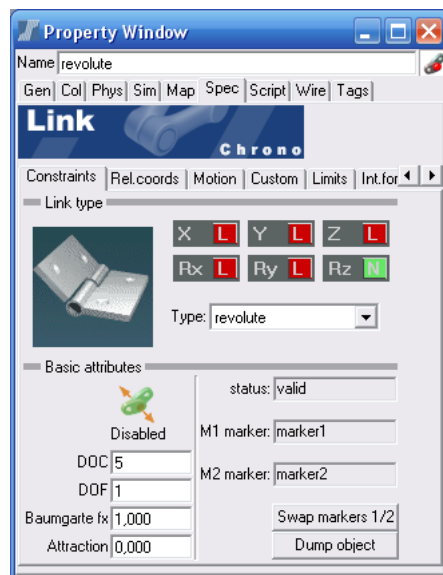 Property Window
Name revolute
Gen Col Phys Sim Map Spec Script Wire Tags
Link
Chrono
Constraints Rel.coords Motion Custom Limits Int.for
Link type
X L Y L Z L
Rx L Ry L Rz N
Type: revolute
Basic attributes
Disabled
DOC 5
DOF 1
Baumgarte fx 1,000
Attraction 0,000
status: valid
M1 marker: marker1
M2 marker: marker2
Swap markers 1/2
Dump object